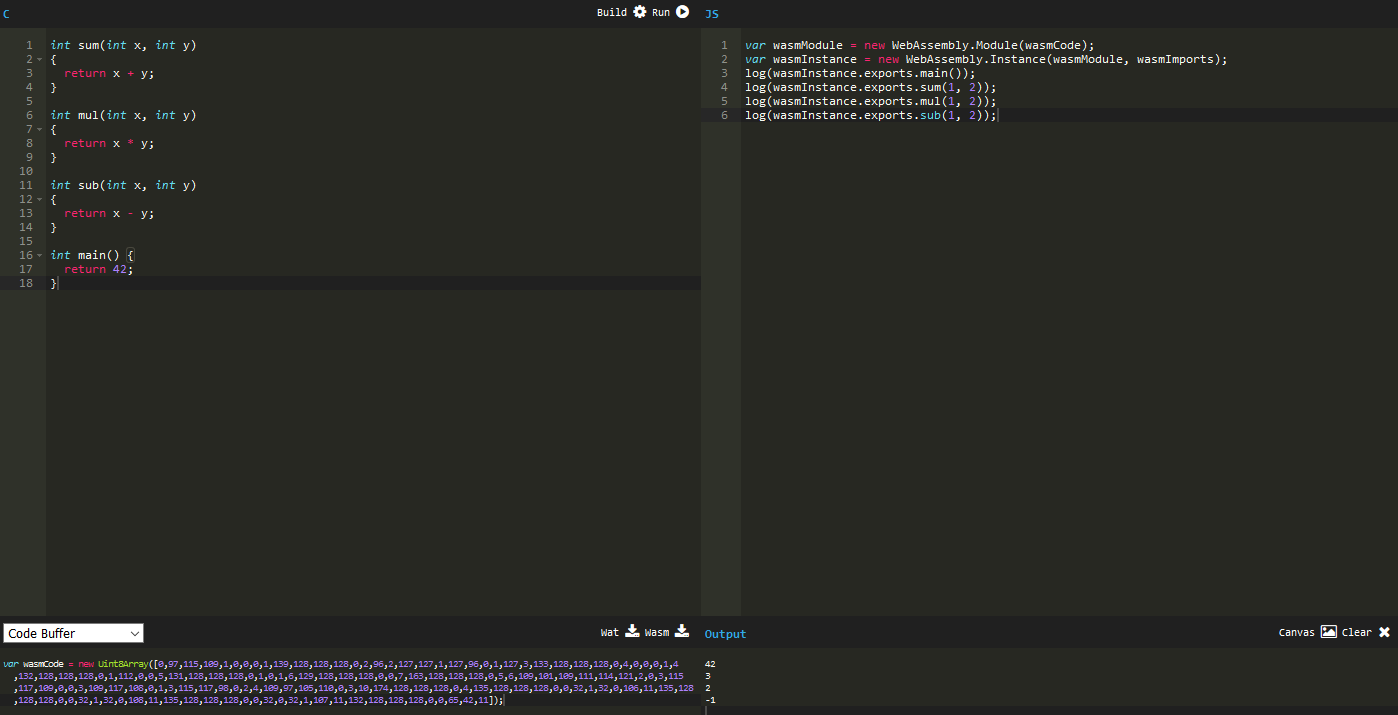 C
Build Run
1 int sum(int x, int y)
2 {
3 return x + y;
4 }
5
6 int mul(int x, int y)
7 {
8 return x * y;
9 }
10
11 int sub(int x, int y)
12 {
13 return x - y;
14 }
15
16 int main() {
17 return 42;
18 }
JS
1 var wasmModule = new WebAssembly.Module(wasmCode);
2 var wasmInstance = new WebAssembly.Instance(wasmModule, wasmImports);
3 log(wasmInstance.exports.main());
4 log(wasmInstance.exports.sum(1, 2));
5 log(wasmInstance.exports.mul(1, 2));
6 log(wasmInstance.exports.sub(1, 2));
Code Buffer
Wat Wasm
var wasmCode = new Uint8Array([0,97,115,109,1,0,0,0,1,139,128,128,128,0,2,96,2,127,127,1,127,96,0,1,127,3,133,128,128,128,0,4,0,0,0,1,4
,132,128,128,128,0,1,112,0,0,5,131,128,128,128,0,1,0,1,6,129,128,128,128,0,0,7,163,128,128,128,0,5,6,109,101,109,111,114,121,2,0,3,115
,117,109,0,0,3,109,117,108,0,1,3,115,117,98,0,2,4,109,97,105,110,0,3,10,174,128,128,128,0,4,135,128,128,128,0,0,32,1,32,0,106,11,135,128
,128,128,0,0,32,1,32,0,108,11,135,128,128,128,0,0,32,0,32,1,107,11,132,128,128,128,0,0,65,42,11]);
Output
Canvas Clear
42
3
2
-1